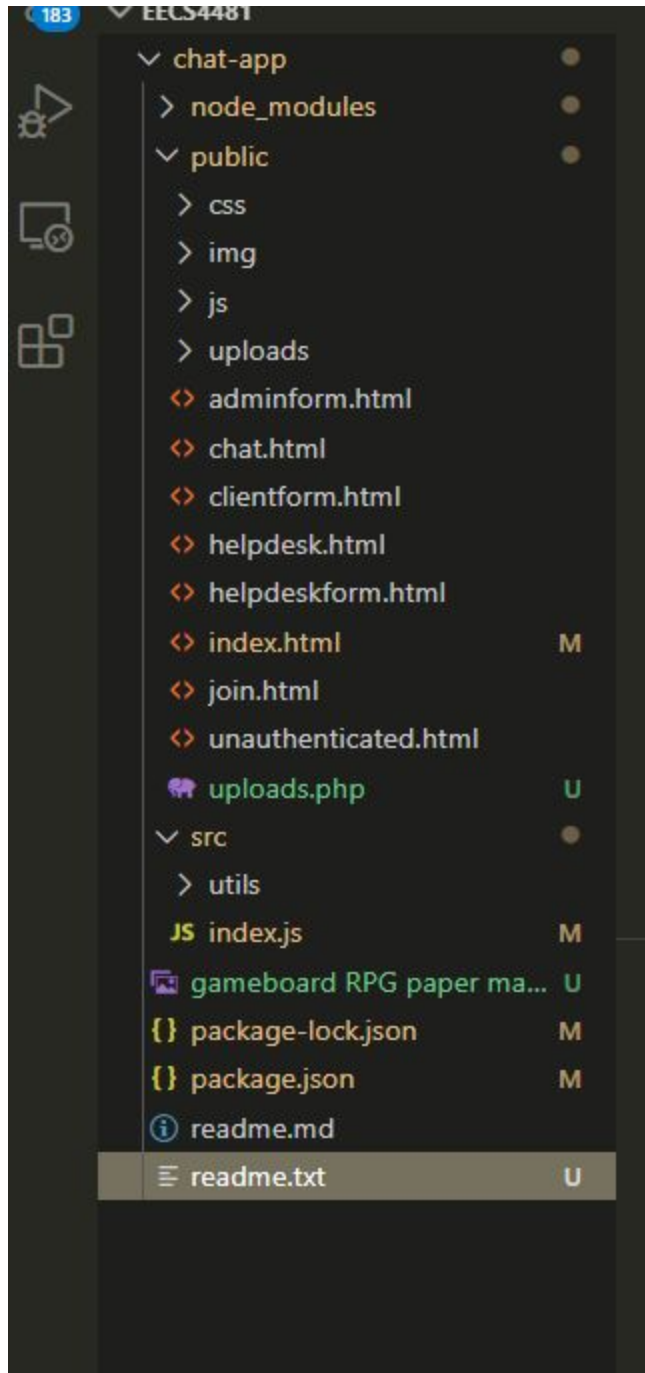 183 EECS4481
chat-app
node_modules
public
css
img
js
uploads
<> adminform.html
<> chat.html
<> clientform.html
<> helpdesk.html
<> helpdeskform.html
<> index.html M
<> join.html
<> unauthenticated.html
uploads.php U
src
utils
JS index.js M
gameboard RPG paper ma... U
{} package-lock.json M
{} package.json M
readme.md
readme.txt U